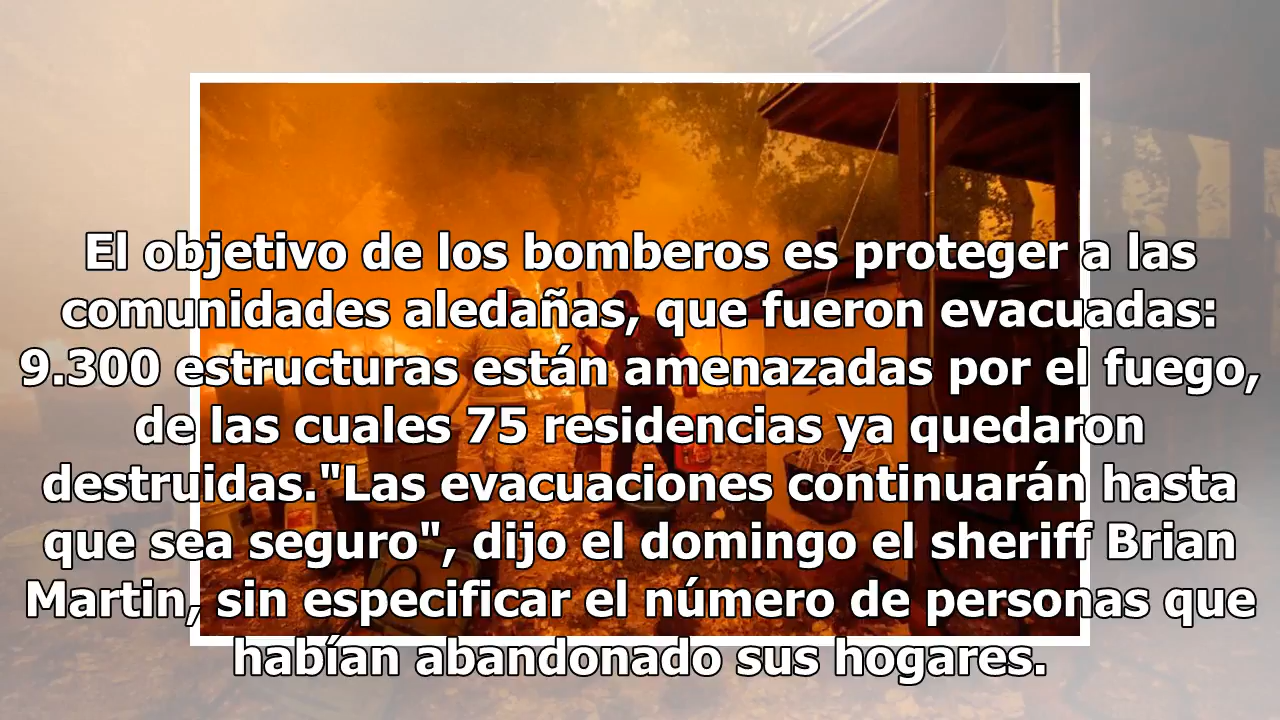 El objetivo de los bomberos es proteger a las
comunidades aledañas, que fueron evacuadas:
9.300 estructuras están amenazadas por el fuego,
de las cuales 75 residencias ya quedaron
destruidas."Las evacuaciones continuarán hasta
que sea seguro", dijo el domingo el sheriff Brian
Martin, sin especificar el número de personas que
habían abandonado sus hogares.